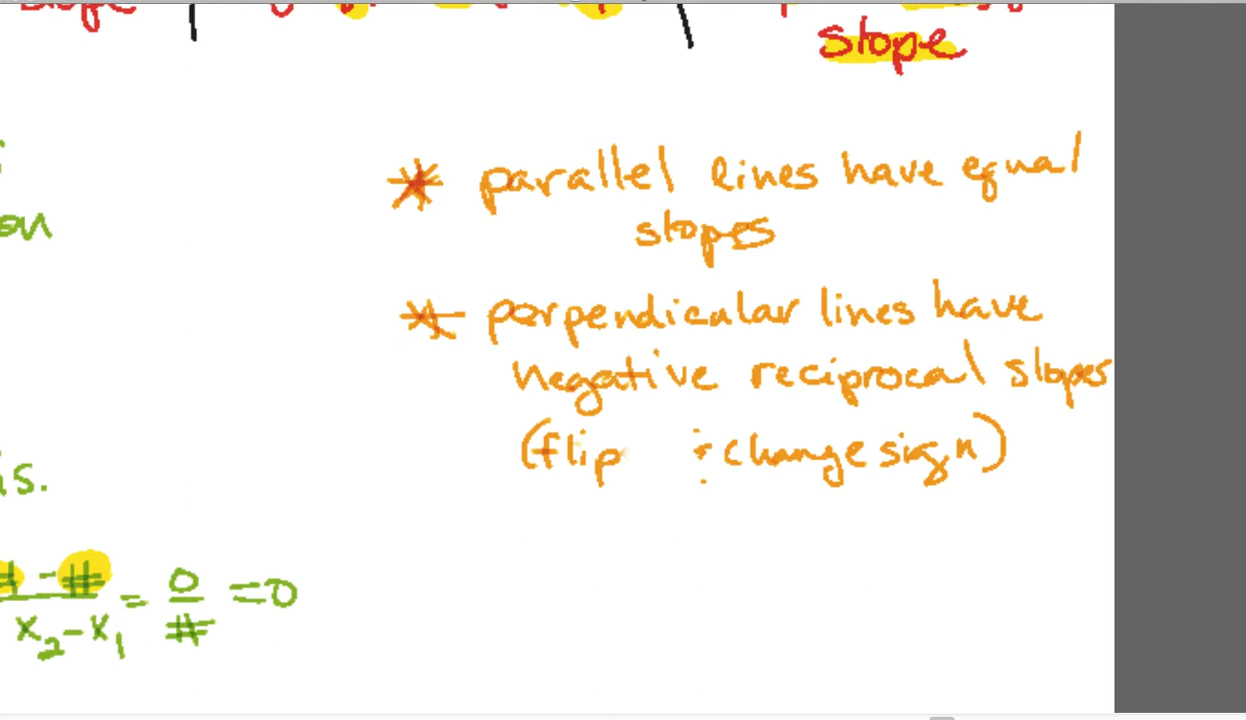 slope
* parallel lines have equal
slopes
* perpendicular lines have
negative reciprocal slopes
(flip & change sign)
on
is.
# - #
x₂ - x₁ = 0/# = 0